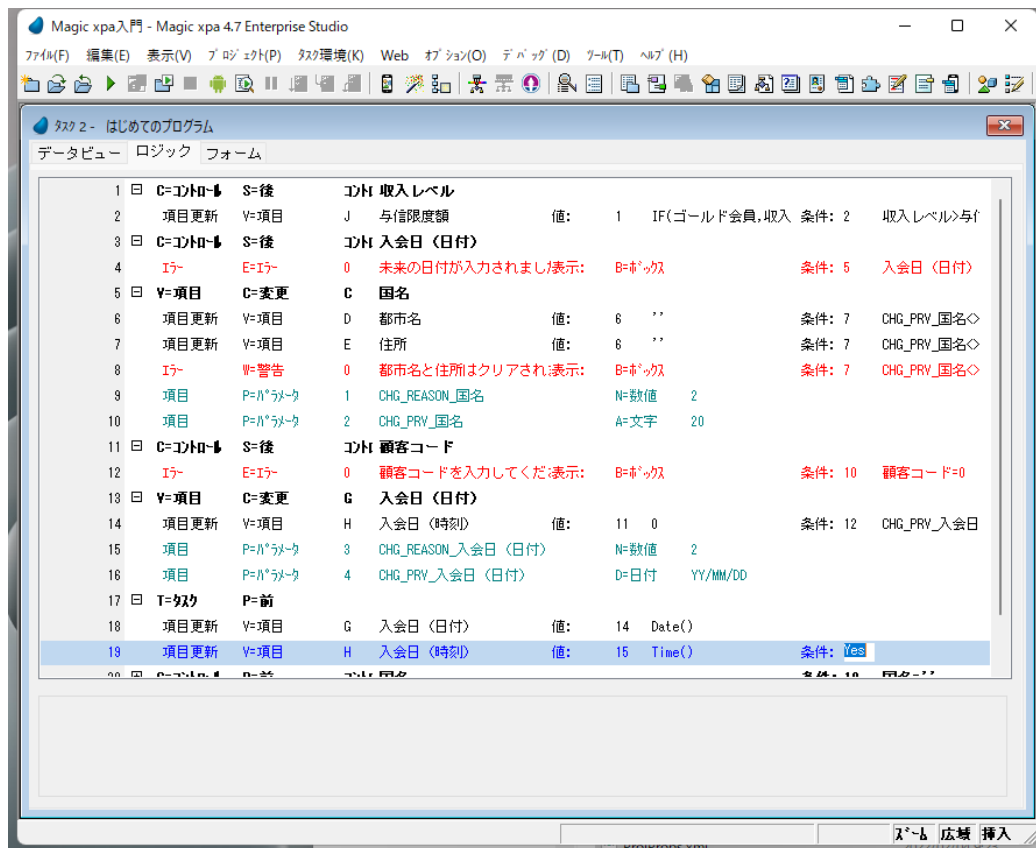 Magic xpa入門 - Magic xpa 4.7 Enterprise Studio
ﾌｧｲﾙ(F) 編集(E) 表示(V) ﾌﾟﾛｼﾞｪｸﾄ(P) ﾀｽｸ環境(K) Web ｵﾌﾟｼｮﾝ(O) ﾃﾞﾊﾞｯｸﾞ(D) ﾂｰﾙ(T) ﾍﾙﾌﾟ(H)
ﾀｽｸ 2 - はじめてのプログラム
データビュー ロジック フォーム
1 C=ｺﾝﾄﾛｰﾙ S=後 ｺﾝﾄﾛ 収入レベル
2 項目更新 V=項目 J 与信限度額 値: 1 IF(ゴールド会員,収入 条件: 2 収入レベル>与信
3 C=ｺﾝﾄﾛｰﾙ S=後 ｺﾝﾄﾛ 入会日（日付）
4 ｴﾗｰ E=ｴﾗｰ 0 未来の日付が入力されまし 表示: B=ﾎﾞｯｸｽ 条件: 5 入会日（日付）
5 V=項目 C=変更 C 国名
6 項目更新 V=項目 D 都市名 値: 6 '' 条件: 7 CHG_PRV_国名<>
7 項目更新 V=項目 E 住所 値: 6 '' 条件: 7 CHG_PRV_国名<>
8 ｴﾗｰ W=警告 0 都市名と住所はクリアされ 表示: B=ﾎﾞｯｸｽ 条件: 7 CHG_PRV_国名<>
9 項目 P=ﾊﾟﾗﾒｰﾀ 1 CHG_REASON_国名 N=数値 2
10 項目 P=ﾊﾟﾗﾒｰﾀ 2 CHG_PRV_国名 A=文字 20
11 C=ｺﾝﾄﾛｰﾙ S=後 ｺﾝﾄﾛ 顧客コード
12 ｴﾗｰ E=ｴﾗｰ 0 顧客コードを入力してくだ 表示: B=ﾎﾞｯｸｽ 条件: 10 顧客コード=0
13 V=項目 C=変更 G 入会日（日付）
14 項目更新 V=項目 H 入会日（時刻） 値: 11 0 条件: 12 CHG_PRV_入会日
15 項目 P=ﾊﾟﾗﾒｰﾀ 3 CHG_REASON_入会日（日付） N=数値 2
16 項目 P=ﾊﾟﾗﾒｰﾀ 4 CHG_PRV_入会日（日付） D=日付 YY/MM/DD
17 T=ﾀｽｸ P=前
18 項目更新 V=項目 G 入会日（日付） 値: 14 Date()
19 項目更新 V=項目 H 入会日（時刻） 値: 15 Time() 条件: Yes
ｽﾞｰﾑ 広域 挿入